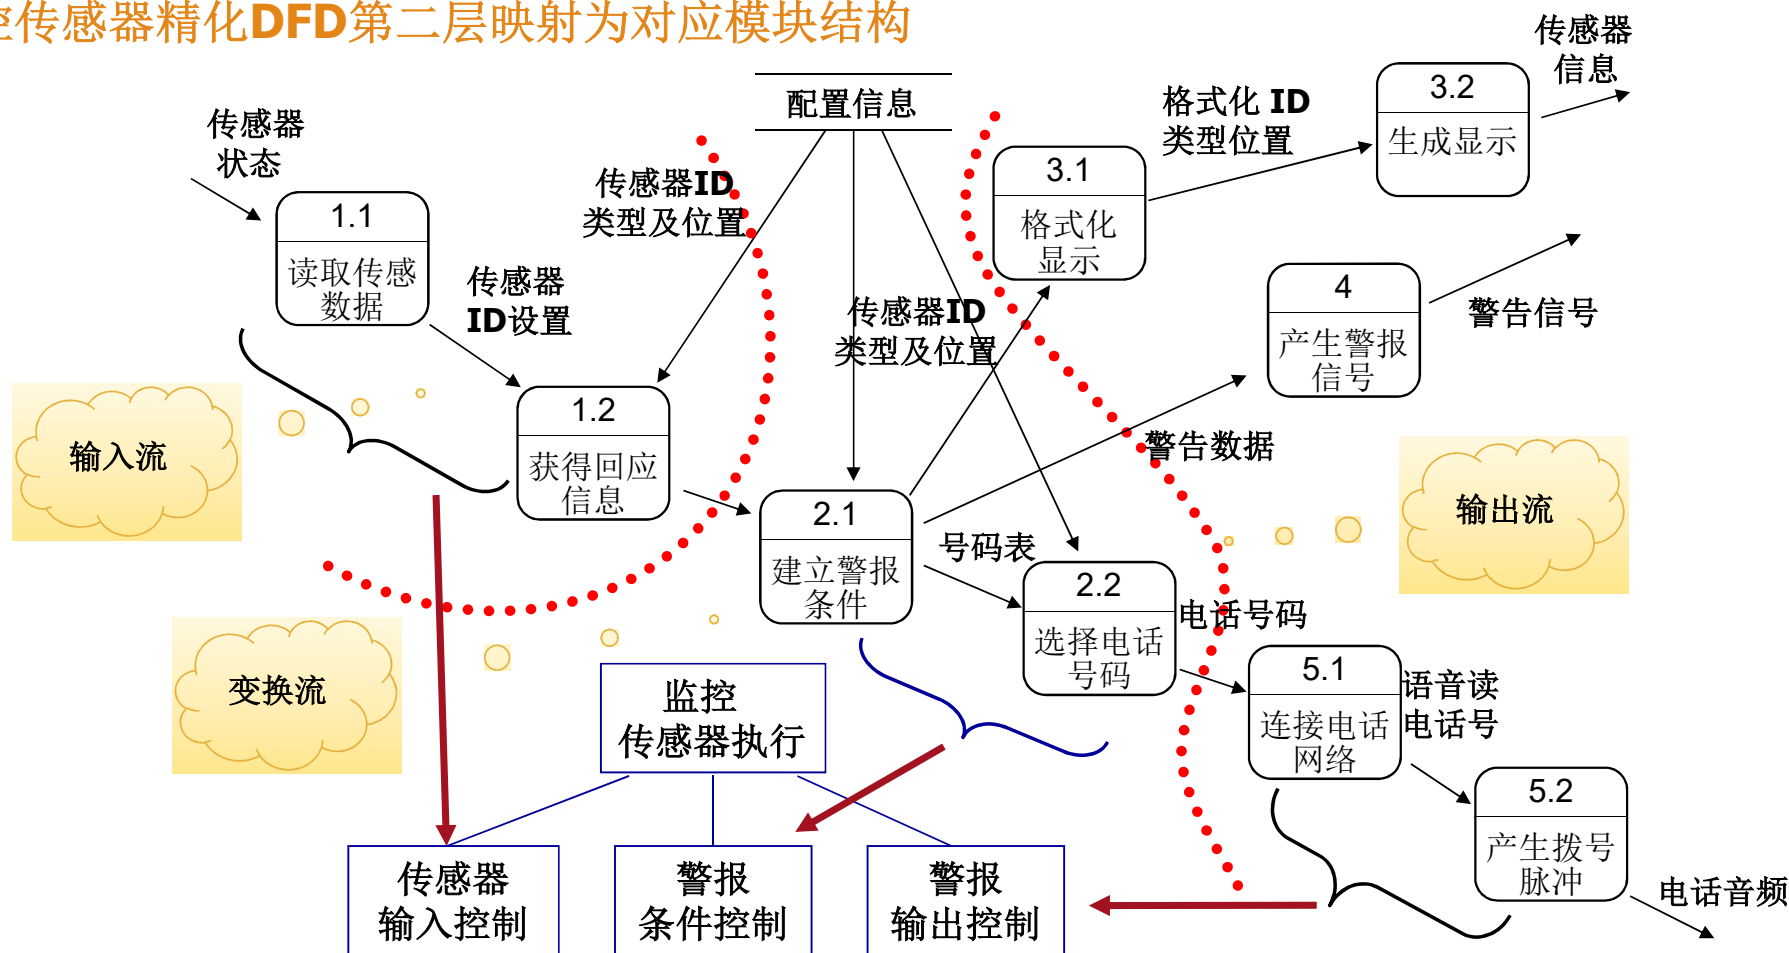 传感器精化DFD第二层映射为对应模块结构
传感器
状态
1.1
读取传感
数据
传感器
ID设置
传感器ID
类型及位置
配置信息
1.2
获得回应
信息
传感器ID
类型及位置
2.1
建立警报
条件
3.1
格式化
显示
格式化 ID
类型位置
3.2
生成显示
传感器
信息
4
产生警报
信号
警告信号
警告数据
号码表
2.2
选择电话
号码
电话号码
5.1
连接电话
网络
语音读
电话号
5.2
产生拨号
脉冲
电话音频
输入流
变换流
输出流
监控
传感器执行
传感器
输入控制
警报
条件控制
警报
输出控制